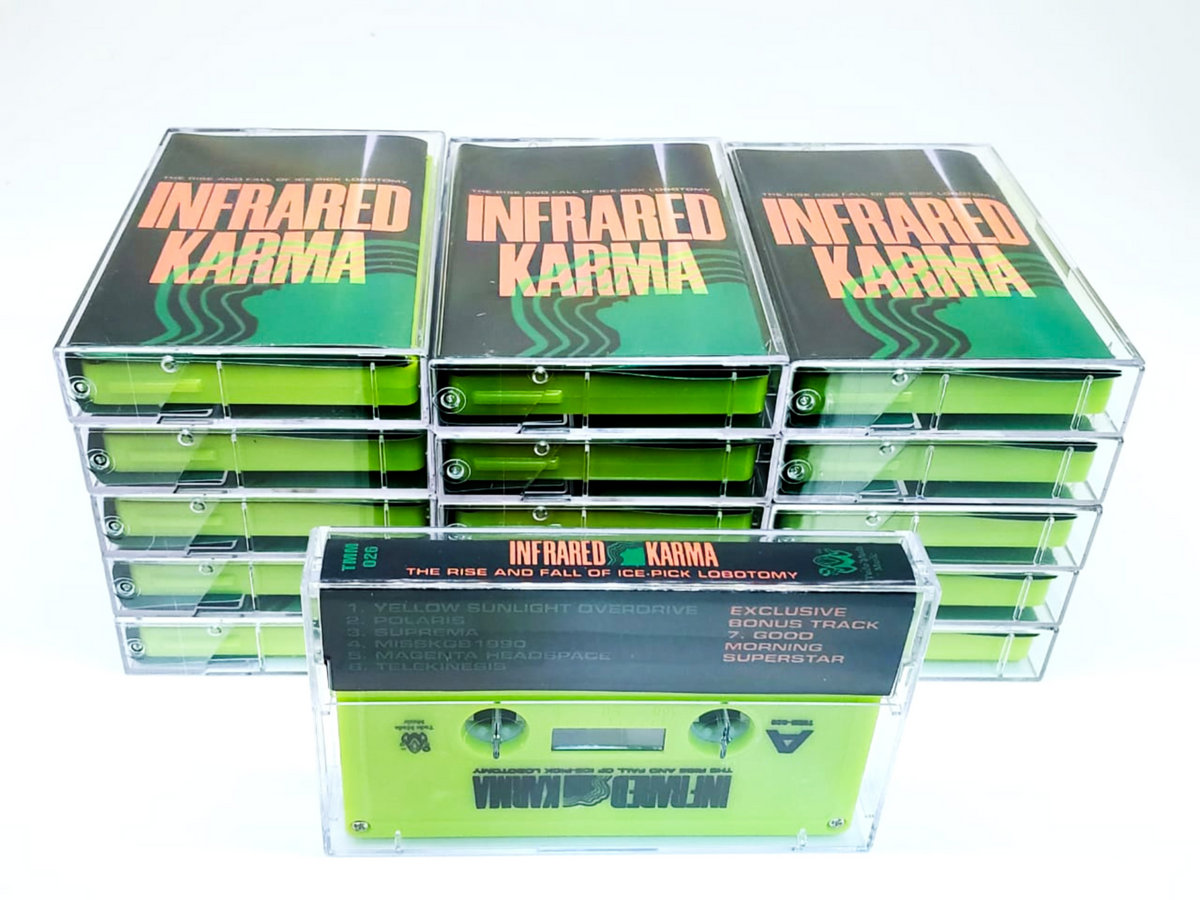 THE RISE AND FALL OF ICE-PICK LOBOTOMY
INFRARED
KARMA
THE RISE AND FALL OF ICE-PICK LOBOTOMY
INFRARED
KARMA
THE RISE AND FALL OF ICE-PICK LOBOTOMY
INFRARED
KARMA
TMM
026
INFRARED KARMA
THE RISE AND FALL OF ICE-PICK LOBOTOMY
1. YELLOW SUNLIGHT OVERDRIVE
2. POLARIS
3. SUPREMA
4. MISSKGS1990
5. MAGENTA HEADSPACE
6. TELEKINESIS
EXCLUSIVE
BONUS TRACK
7. GOOD
MORNING
SUPERSTAR
A
INFRARED KARMA
THE RISE AND FALL OF ICE-PICK LOBOTOMY